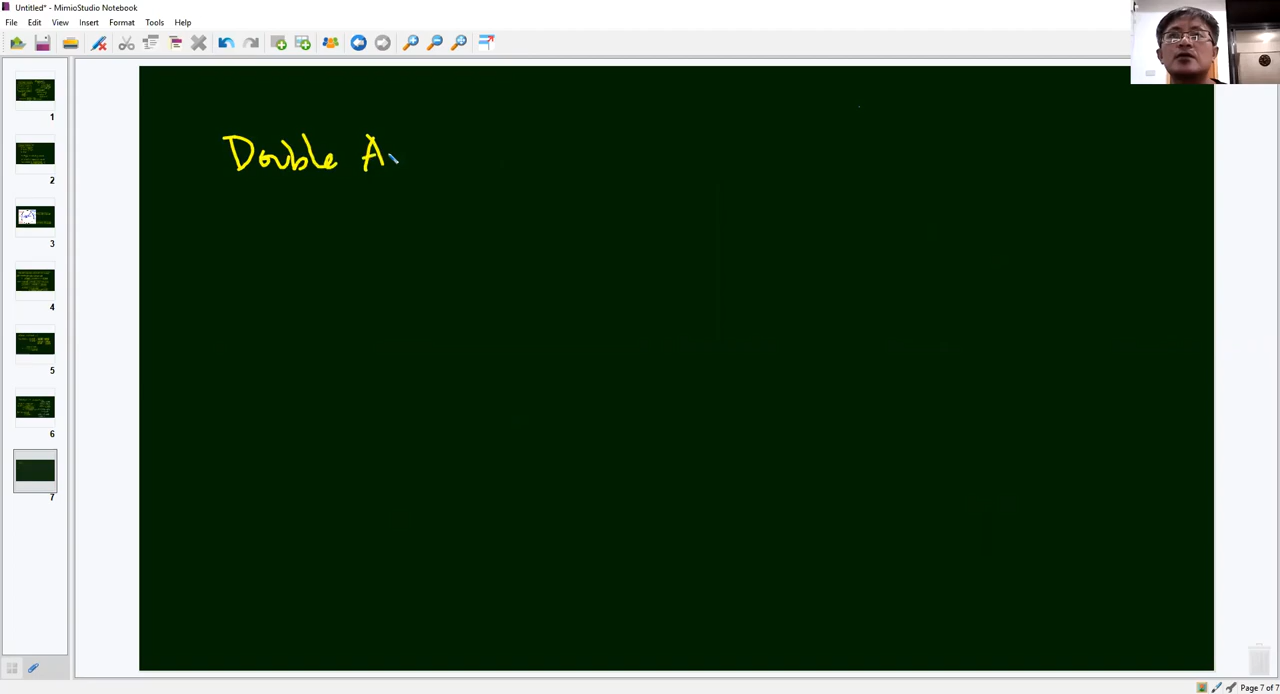 Untitled* - MimioStudio Notebook
File Edit View Insert Format Tools Help
1
2
3
4
5
6
7
Double A
Page 7 of 7